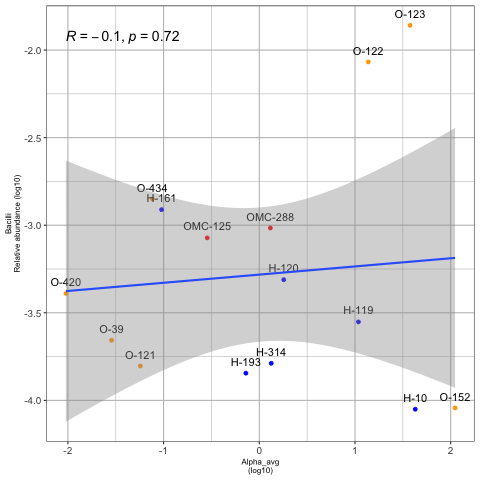 R = − 0.1, p = 0.72
O-123
O-122
O-434
H-161
OMC-125
OMC-288
H-120
O-420
H-119
O-39
O-121
H-314
H-193
H-10
O-152
-2.0
-2.5
-3.0
-3.5
-4.0
-2
-1
0
1
2
Bacilli
Relative abundance (log10)
Alpha_avg
(log10)